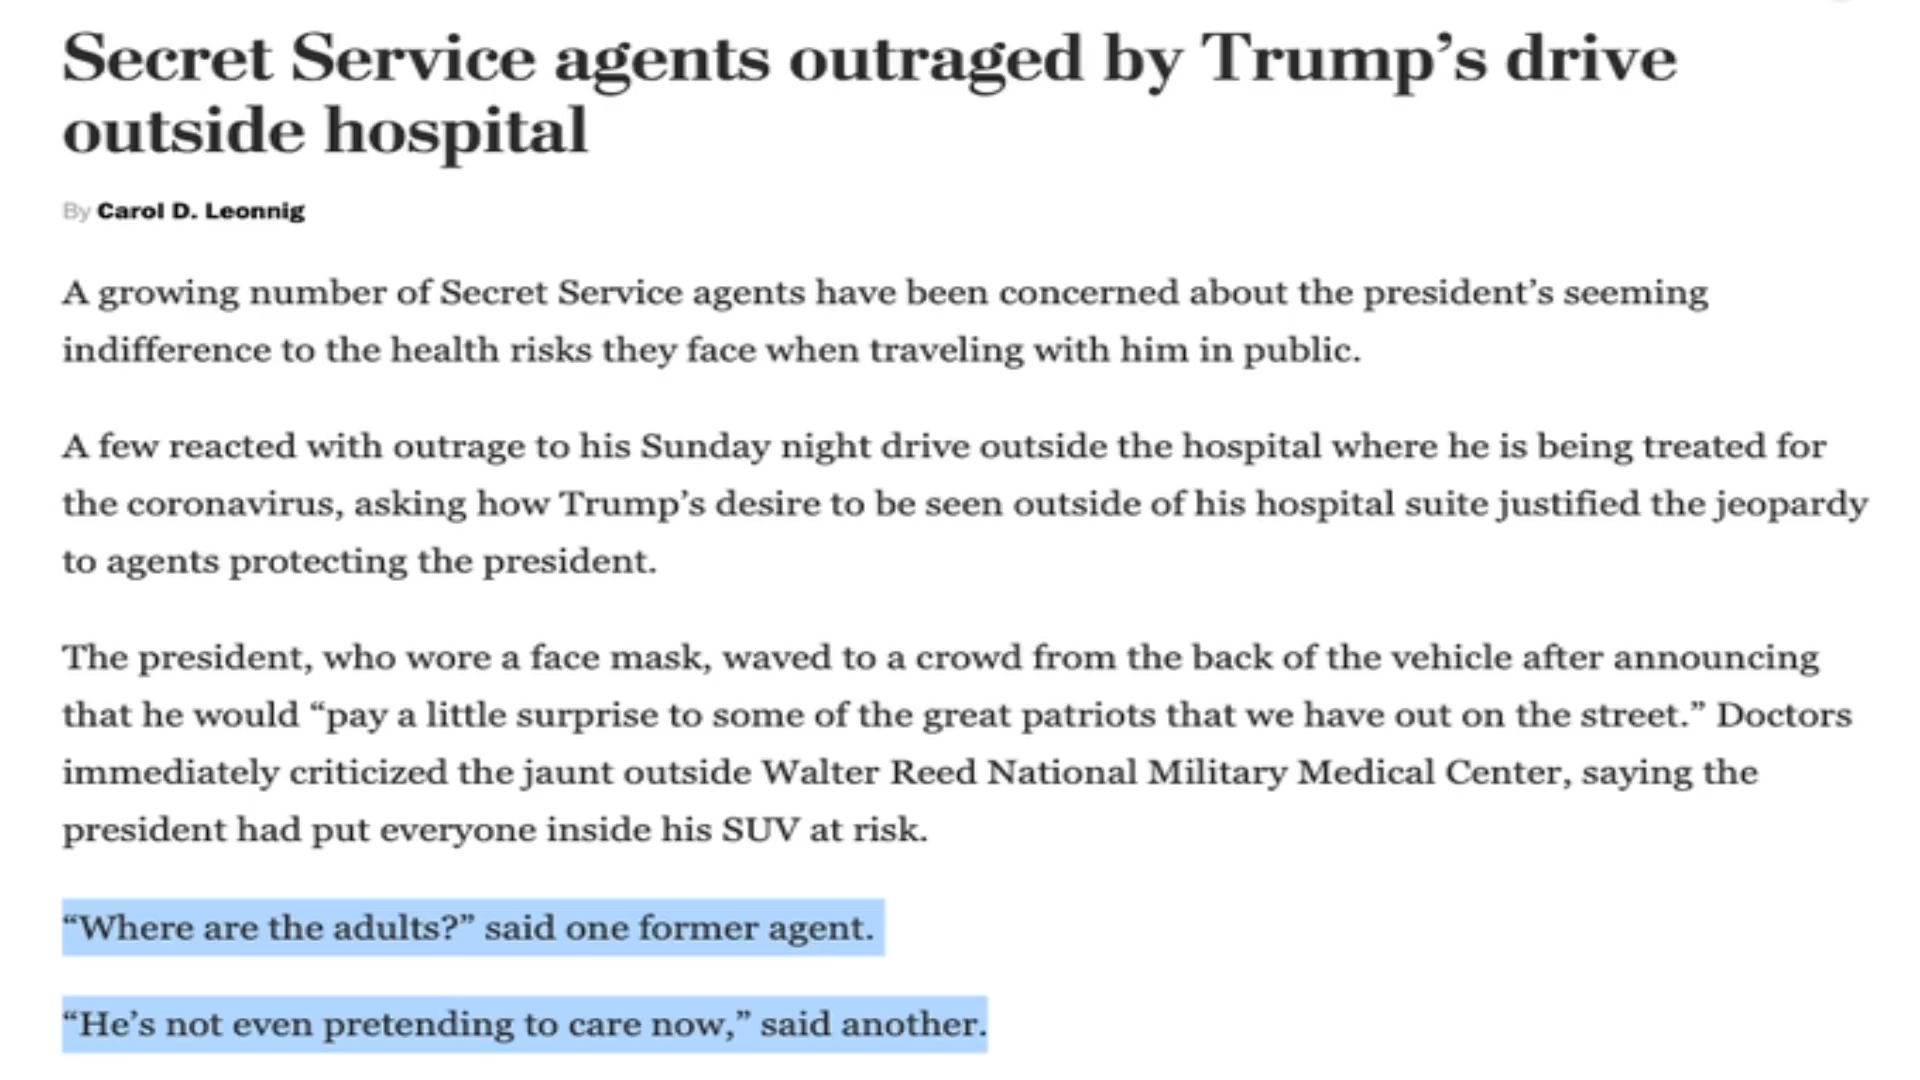 Secret Service agents outraged by Trump’s drive
outside hospital
By Carol D. Leonnig
A growing number of Secret Service agents have been concerned about the president’s seeming
indifference to the health risks they face when traveling with him in public.
A few reacted with outrage to his Sunday night drive outside the hospital where he is being treated for
the coronavirus, asking how Trump’s desire to be seen outside of his hospital suite justified the jeopardy
to agents protecting the president.
The president, who wore a face mask, waved to a crowd from the back of the vehicle after announcing
that he would “pay a little surprise to some of the great patriots that we have out on the street.” Doctors
immediately criticized the jaunt outside Walter Reed National Military Medical Center, saying the
president had put everyone inside his SUV at risk.
“Where are the adults?” said one former agent.
“He’s not even pretending to care now,” said another.